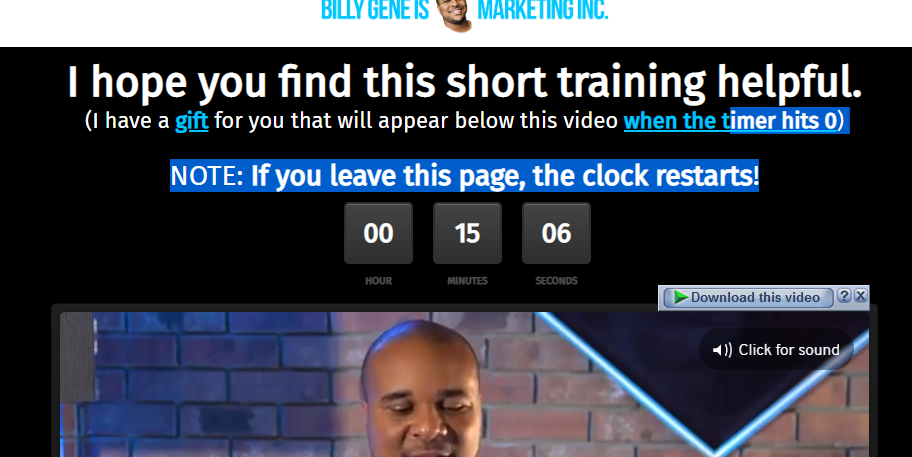 BILLY GENE IS MARKETING INC.
I hope you find this short training helpful.
(I have a gift for you that will appear below this video when the timer hits 0)
NOTE: If you leave this page, the clock restarts!
00 15 06
HOUR MINUTES SECONDS
Download this video ? X
Click for sound